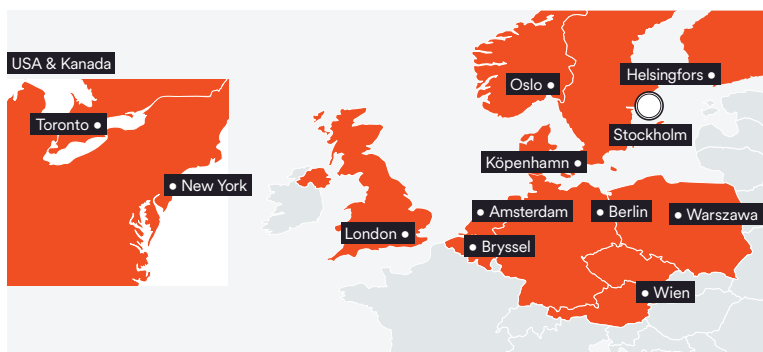 USA & Kanada
Toronto
New York
Oslo
Helsingfors
Stockholm
Köpenhamn
London
Amsterdam
Berlin
Warszawa
Bryssel
Wien